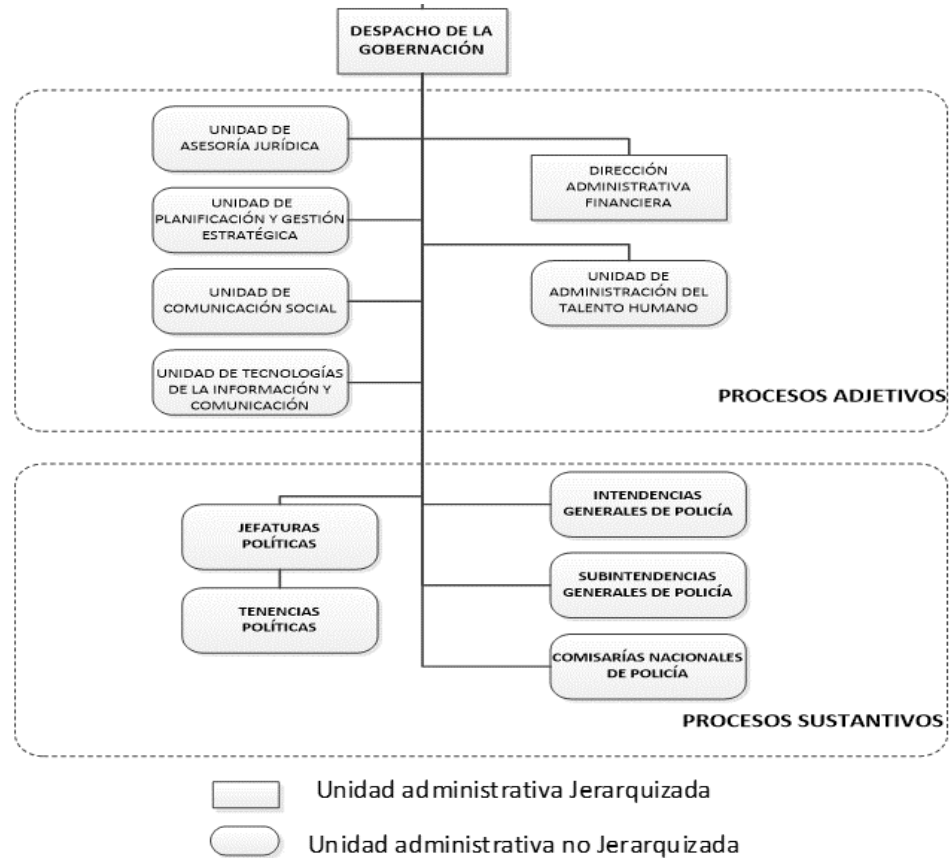 DESPACHO DE LA
GOBERNACIÓN
UNIDAD DE
ASESORÍA JURÍDICA
DIRECCIÓN
ADMINISTRATIVA
FINANCIERA
UNIDAD DE
PLANIFICACIÓN Y GESTIÓN
ESTRATÉGICA
UNIDAD DE
ADMINISTRACIÓN DEL
TALENTO HUMANO
UNIDAD DE
COMUNICACIÓN SOCIAL
UNIDAD DE TECNOLOGÍAS
DE LA INFORMACIÓN Y
COMUNICACIÓN
PROCESOS ADJETIVOS
JEFATURAS
POLÍTICAS
TENENCIAS
POLÍTICAS
INTENDENCIAS
GENERALES DE POLICÍA
SUBINTENDENCIAS
GENERALES DE POLICÍA
COMISARÍAS NACIONALES
DE POLICÍA
PROCESOS SUSTANTIVOS
Unidad administrativa Jerarquizada
Unidad administrativa no Jerarquizada